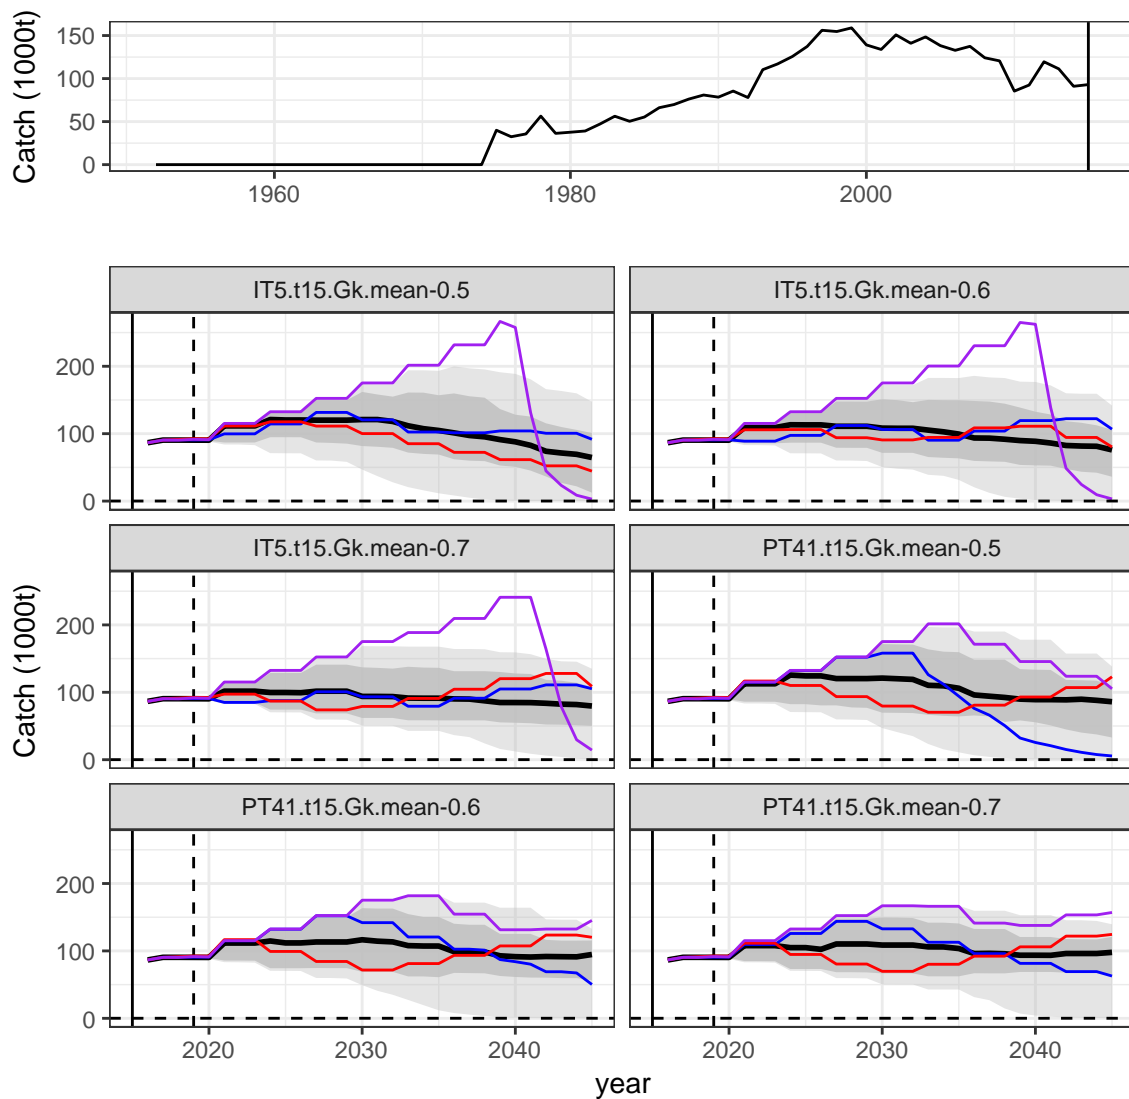 Catch (1000t)
150
100
50
0
1960 1980 2000
IT5.t15.Gk.mean-0.5 IT5.t15.Gk.mean-0.6
200
100
0
IT5.t15.Gk.mean-0.7 PT41.t15.Gk.mean-0.5
Catch (1000t)
200
100
0
PT41.t15.Gk.mean-0.6 PT41.t15.Gk.mean-0.7
200
100
0
2020 2030 2040 2020 2030 2040
year